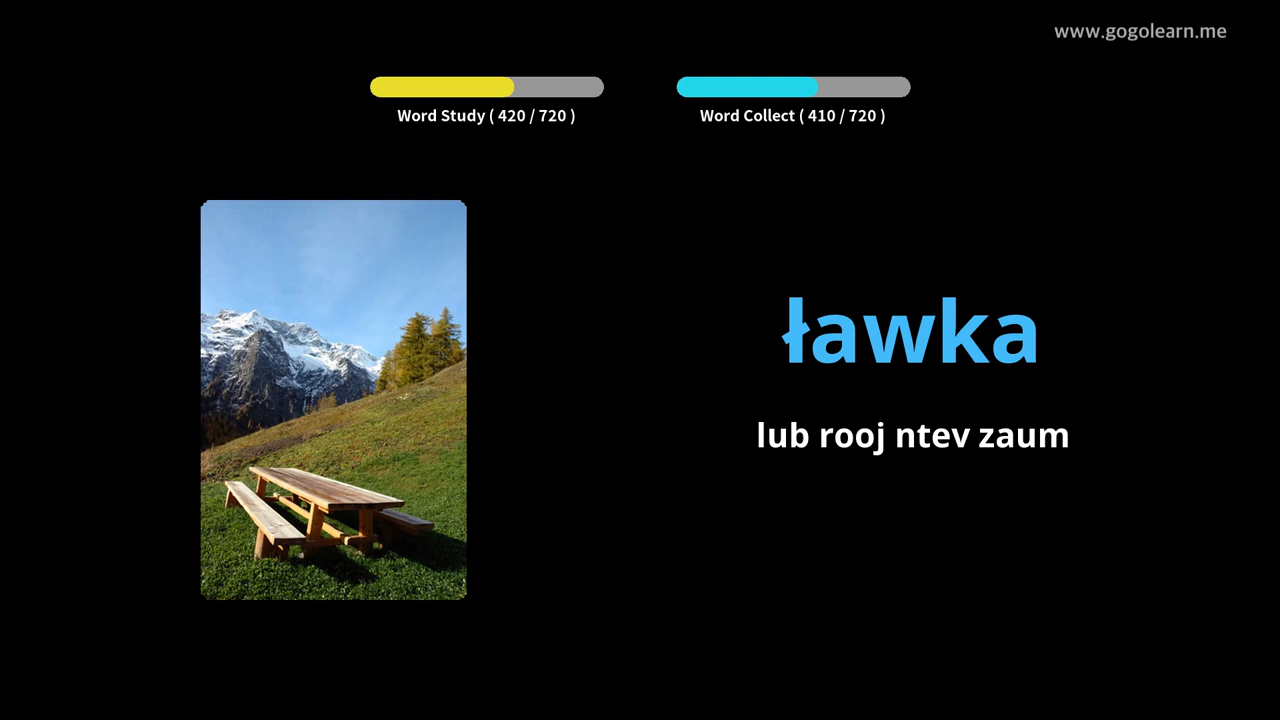 www.gogolearn.me
Word Study ( 420 / 720 )
Word Collect ( 410 / 720 )
ławka
lub rooj ntev zaum